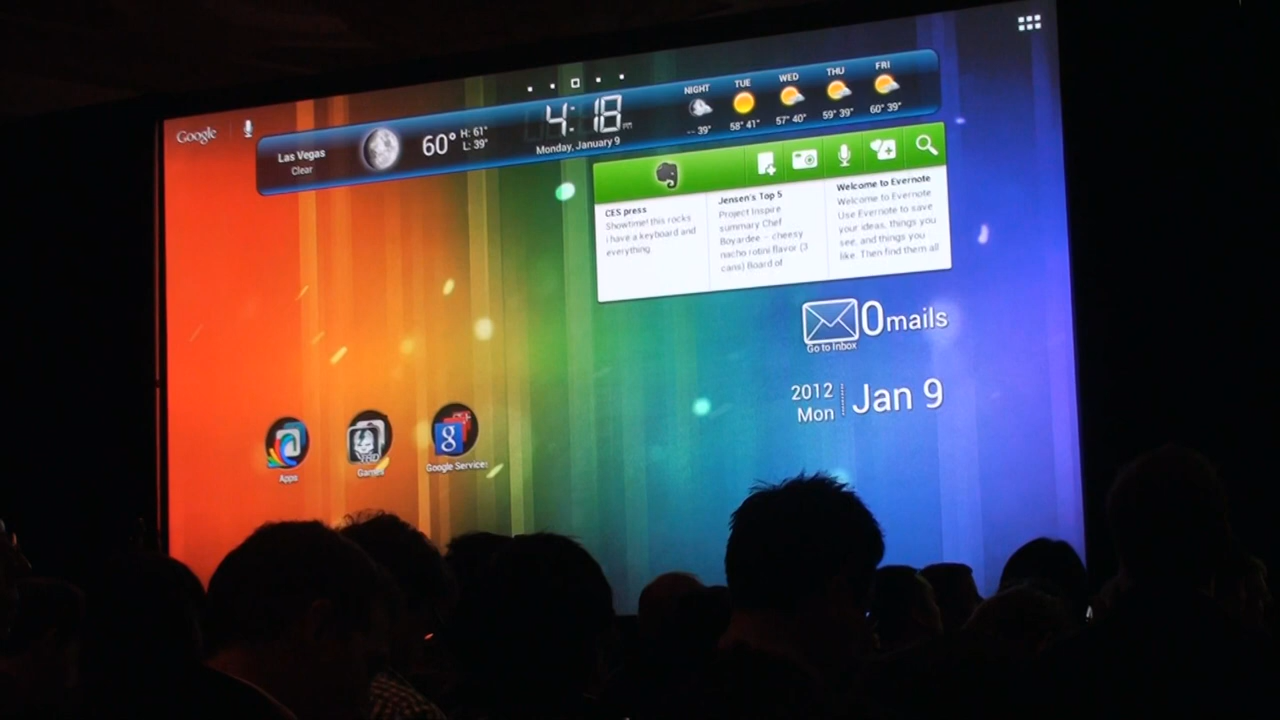 Google
Las Vegas
Clear
60°
H: 61°
L: 39°
4:18
PM
Monday, January 9
NIGHT
-- 39°
TUE
58° 41°
WED
57° 40°
THU
59° 39°
FRI
60° 39°
CES press
Showtime! this rocks
i have a keyboard and
everything
Jensen's Top 5
Project Inspire
summary Chef
Boyardee – cheesy
nacho rotini flavor (3
cans) Board of
Welcome to Evernote
Welcome to Evernote
Use Evernote to save
your ideas, things you
see, and things you
like. Then find them all
0mails
Go to Inbox
2012
Mon
Jan 9
Apps
THD
Games
g
Google Services